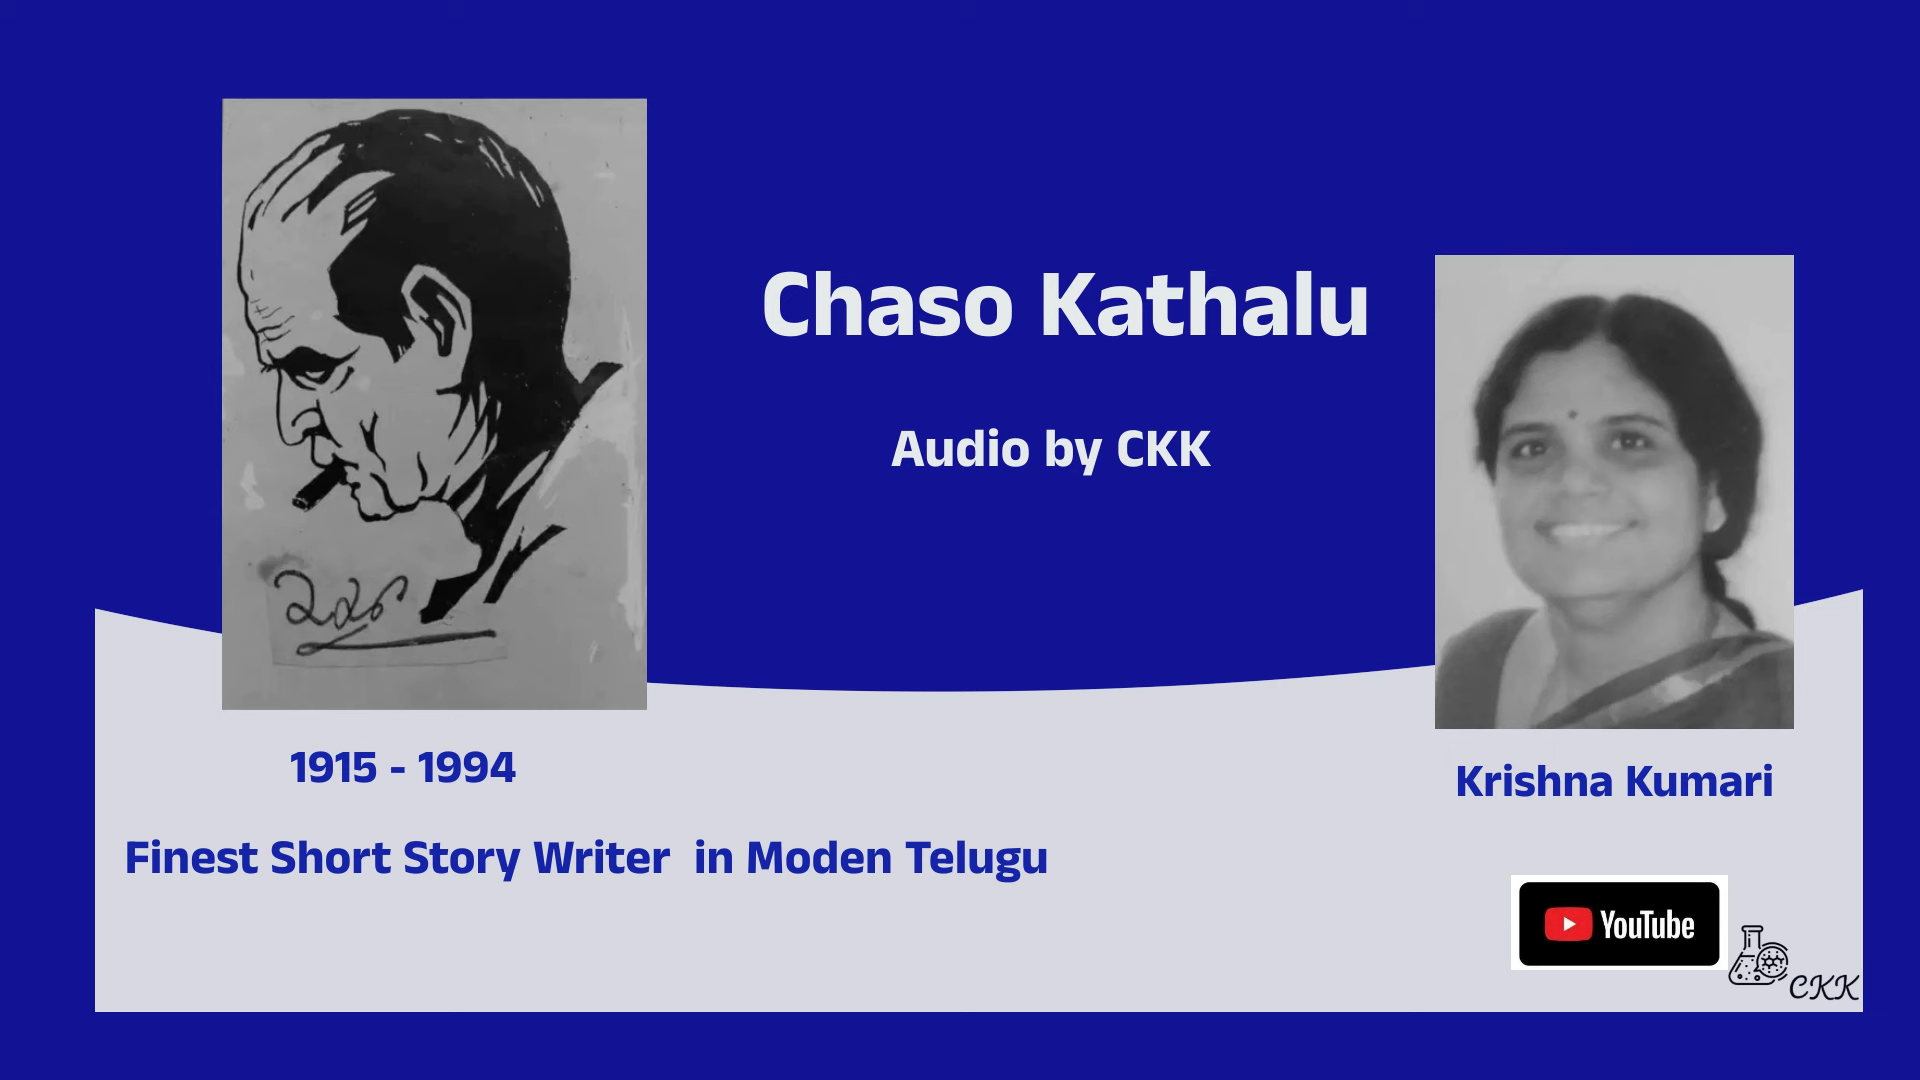 Chaso Kathalu
Audio by CKK
చాసో
1915 - 1994
Krishna Kumari
Finest Short Story Writer in Moden Telugu
YouTube
CKK